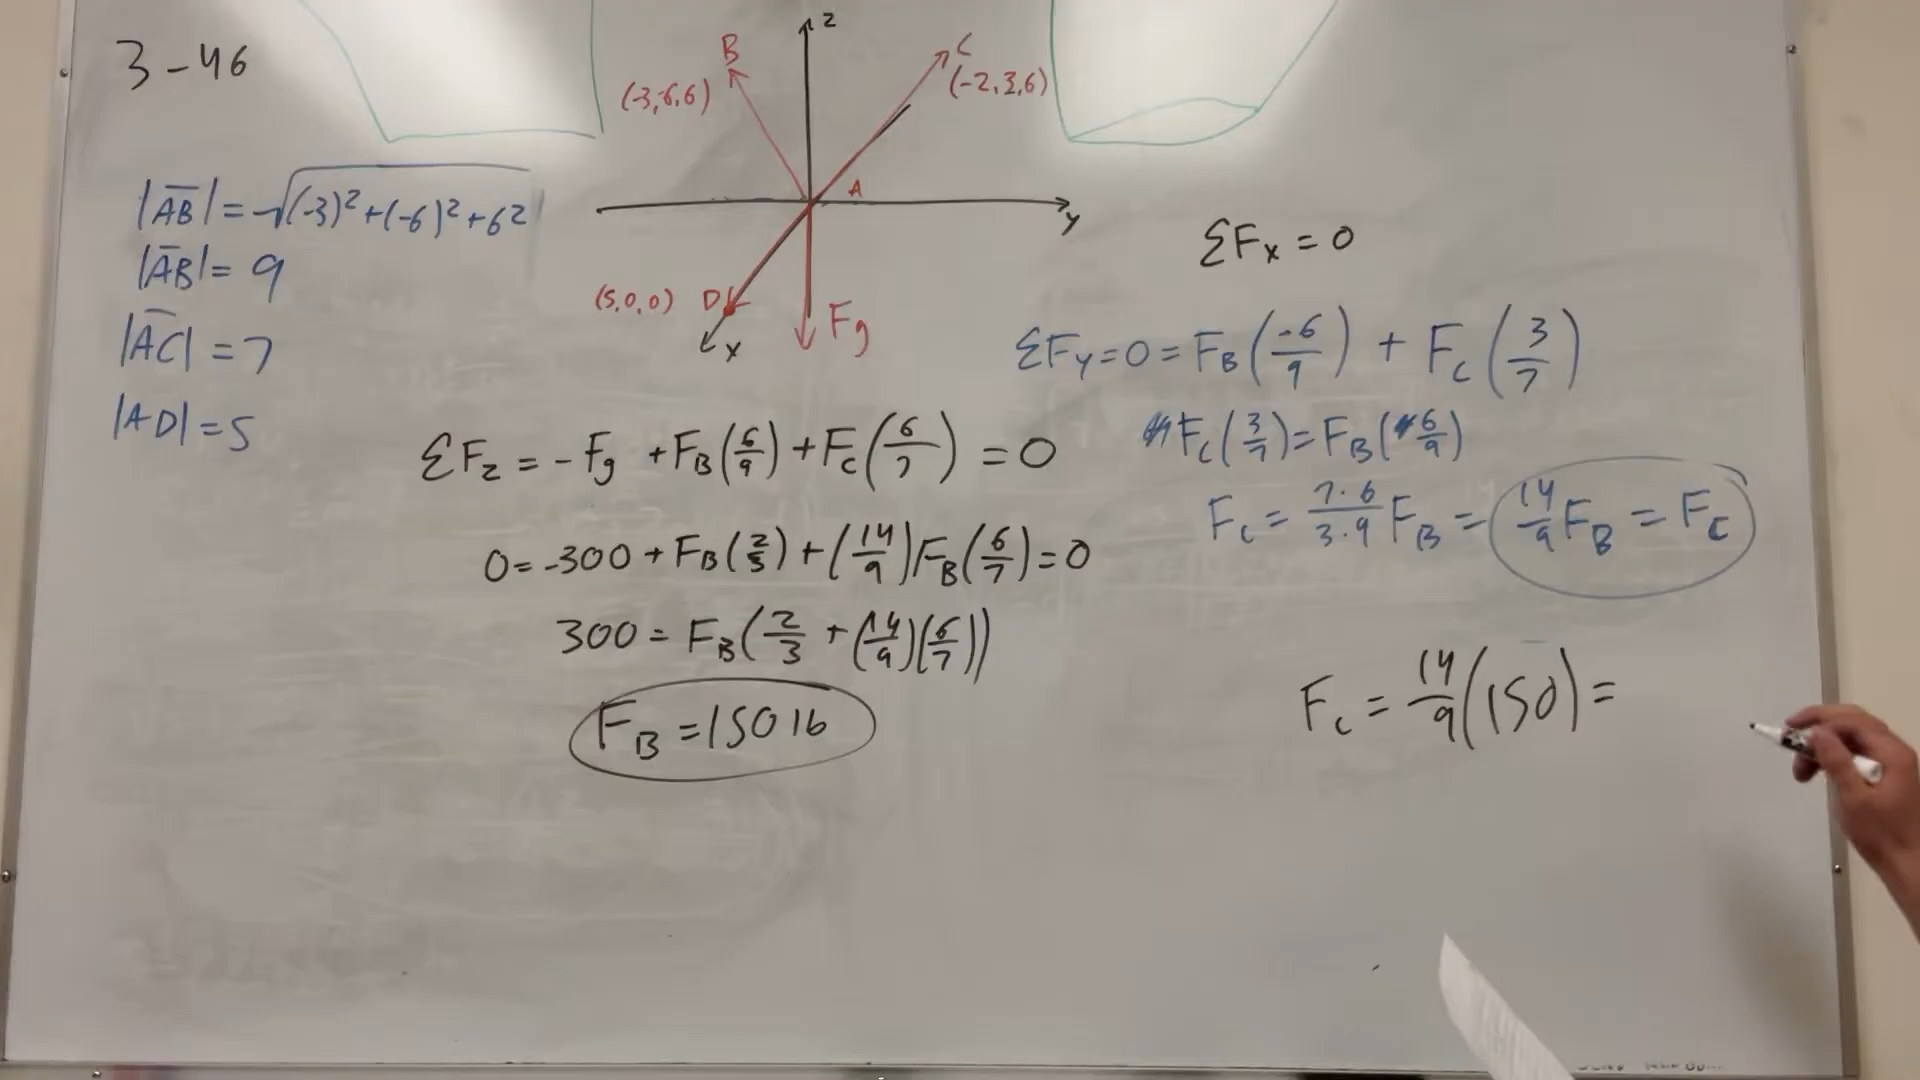 3-46
z
B
C
(-3,-6,6)
(-2,3,6)
A
y
(5,0,0) D
x
Fg
|AB| = √(-3)²+(-6)²+6²
|AB| = 9
|AC| = 7
|AD| = 5
ΣFz = -Fg + FB(6/9) + Fc(6/7) = 0
0 = -300 + FB(2/3) + (14/9)FB(6/7) = 0
300 = FB(2/3 + (14/9)(6/7))
FB = 150 lb
ΣFx = 0
ΣFy = 0 = FB(-6/9) + Fc(3/7)
Fc(3/7) = FB(6/9)
Fc = 7·6/3·9 FB = 14/9 FB = Fc
Fc = 14/9(150) =